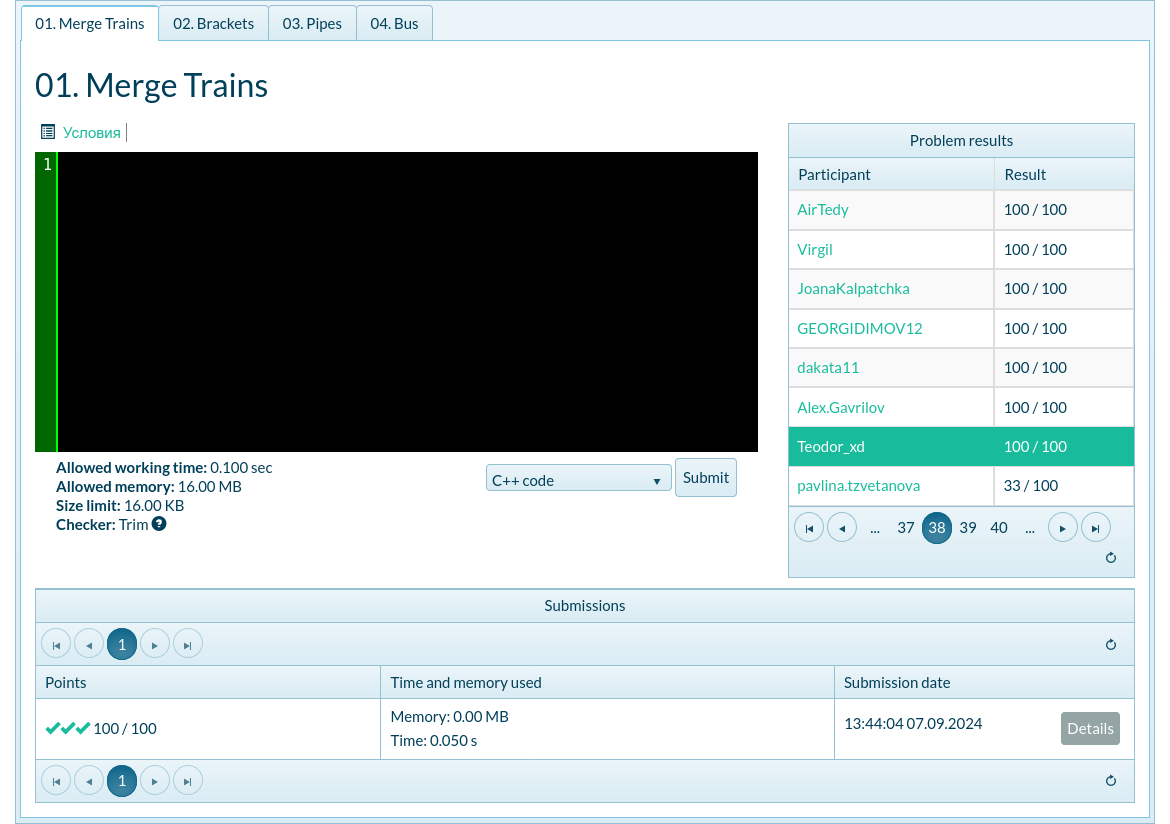 01. Merge Trains 02. Brackets 03. Pipes 04. Bus
01. Merge Trains
Условия
1
Allowed working time: 0.100 sec
Allowed memory: 16.00 MB
Size limit: 16.00 KB
Checker: Trim ?
C++ code
Submit
Problem results
Participant Result
AirTedy 100 / 100
Virgil 100 / 100
JoanaKalpatchka 100 / 100
GEORGIDIMOV12 100 / 100
dakata11 100 / 100
Alex.Gavrilov 100 / 100
Teodor_xd 100 / 100
pavlina.tzvetanova 33 / 100
... 37 38 39 40 ...
Submissions
1
Points Time and memory used Submission date
100 / 100
Memory: 0.00 MB
Time: 0.050 s
13:44:04 07.09.2024
Details
1